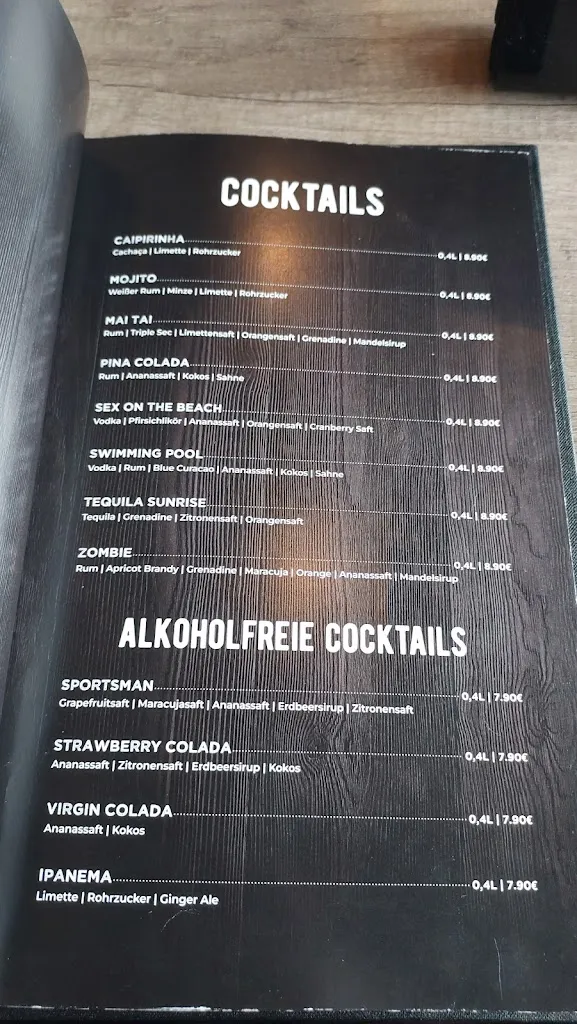 COCKTAILS
CAIPIRINHA 0,4L | 8.90€
Cachaça | Limette | Rohrzucker
MOJITO 0,4L | 8.90€
Weißer Rum | Minze | Limette | Rohrzucker
MAI TAI 0,4L | 8.90€
Rum | Triple Sec | Limettensaft | Orangensaft | Grenadine | Mandelsirup
PINA COLADA 0,4L | 8.90€
Rum | Ananassaft | Kokos | Sahne
SEX ON THE BEACH 0,4L | 8.90€
Vodka | Pfirsichlikör | Ananassaft | Orangensaft | Cranberry Saft
SWIMMING POOL 0,4L | 8.90€
Vodka | Rum | Blue Curacao | Ananassaft | Kokos | Sahne
TEQUILA SUNRISE 0,4L | 8.90€
Tequila | Grenadine | Zitronensaft | Orangensaft
ZOMBIE 0,4L | 8.90€
Rum | Apricot Brandy | Grenadine | Maracuja | Orange | Ananassaft | Mandelsirup
ALKOHOLFREIE COCKTAILS
SPORTSMAN 0,4L | 7.90€
Grapefruitsaft | Maracujasaft | Ananassaft | Erdbeersirup | Zitronensaft
STRAWBERRY COLADA 0,4L | 7.90€
Ananassaft | Zitronensaft | Erdbeersirup | Kokos
VIRGIN COLADA 0,4L | 7.90€
Ananassaft | Kokos
IPANEMA 0,4L | 7.90€
Limette | Rohrzucker | Ginger Ale